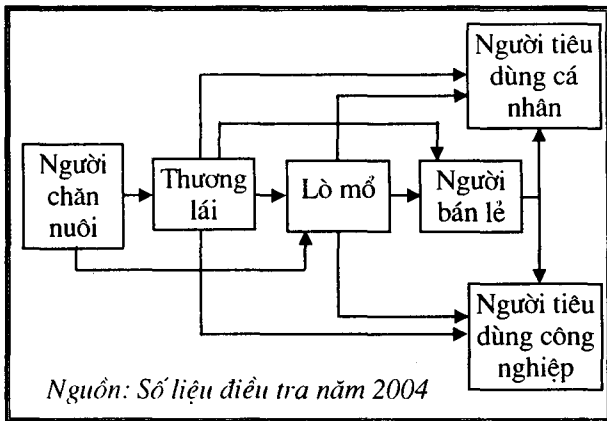 Người tiêu
dùng cá
nhân
Người
chăn
nuôi
Thương
lái
Lò mổ
Người
bán lẻ
Người tiêu
dùng công
nghiệp
Nguồn: Số liệu điều tra năm 2004